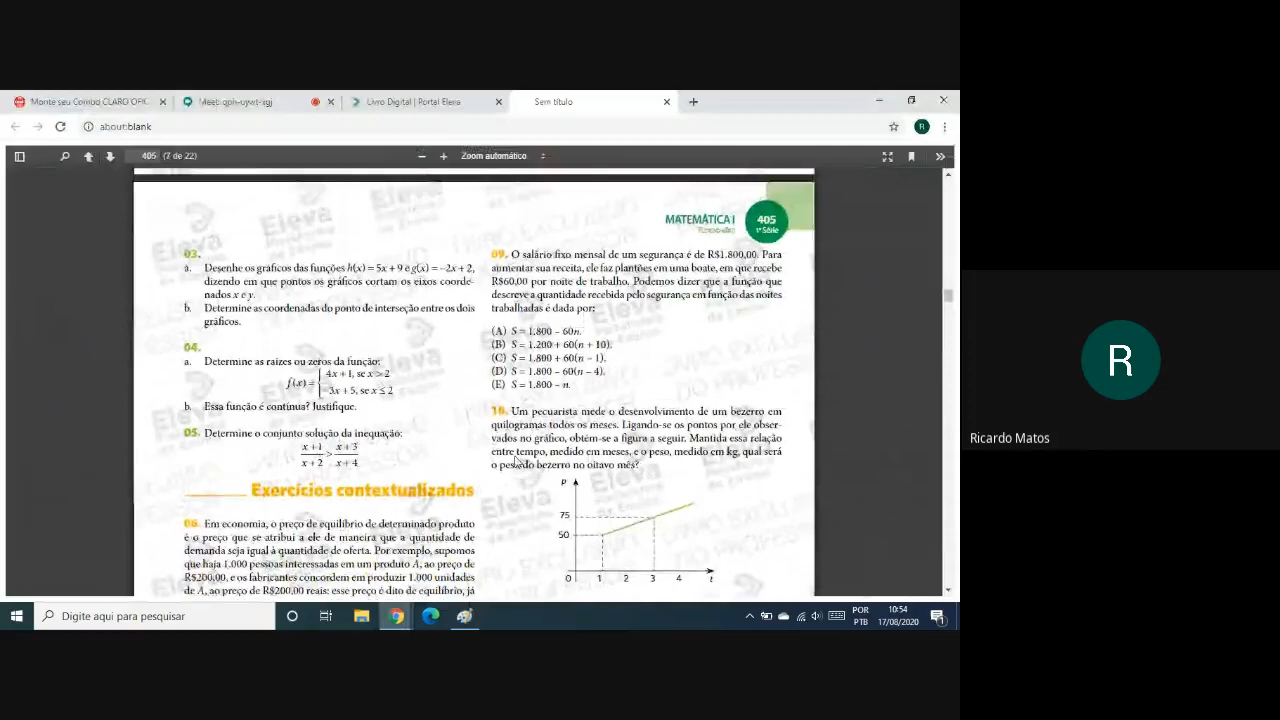 Monte seu Combo CLARO OFIC
Meet:
Livro Digital | Portal Eleva
Sem título
about:blank
405 (7 de 22)
Zoom automático
MATEMÁTICA I
405
1ª Série
03.
a. Desenhe os gráficos das funções h(x) = 5x + 9 e g(x) = –2x + 2,
dizendo em que pontos os gráficos cortam os eixos coorde-
nados x e y.
b. Determine as coordenadas do ponto de interseção entre os dois
gráficos.
04.
a. Determine as raízes ou zeros da função:
f(x) = { 4x + 1, se x > 2
–3x + 5, se x ≤ 2
b. Essa função é contínua? Justifique.
05. Determine o conjunto solução da inequação:
x + 1 > x + 3
x + 2 x + 4
Exercícios contextualizados
06. Em economia, o preço de equilíbrio de determinado produto
é o preço que se atribui a ele de maneira que a quantidade de
demanda seja igual à quantidade de oferta. Por exemplo, supomos
que haja 1.000 pessoas interessadas em um produto A, ao preço de
R$200,00, e os fabricantes concordem em produzir 1.000 unidades
de A, ao preço de R$200,00 reais: esse preço é dito de equilíbrio, já
09. O salário fixo mensal de um segurança é de R$1.800,00. Para
aumentar sua receita, ele faz plantões em uma boate, em que recebe
R$60,00 por noite de trabalho. Podemos dizer que a função que
descreve a quantidade recebida pelo segurança em função das noites
trabalhadas é dada por:
(A) S = 1.800 – 60n.
(B) S = 1.200 + 60(n + 10).
(C) S = 1.800 + 60(n – 1).
(D) S = 1.800 – 60(n – 4).
(E) S = 1.800 – n.
10. Um pecuarista mede o desenvolvimento de um bezerro em
quilogramas todos os meses. Ligando-se os pontos por ele obser-
vados no gráfico, obtém-se a figura a seguir. Mantida essa relação
entre tempo, medido em meses, e o peso, medido em kg, qual será
o peso do bezerro no oitavo mês?
p
75
50
0 1 2 3 4 t
Eleva
Digite aqui para pesquisar
POR
PTB
10:54
17/08/2020
R
Ricardo Matos